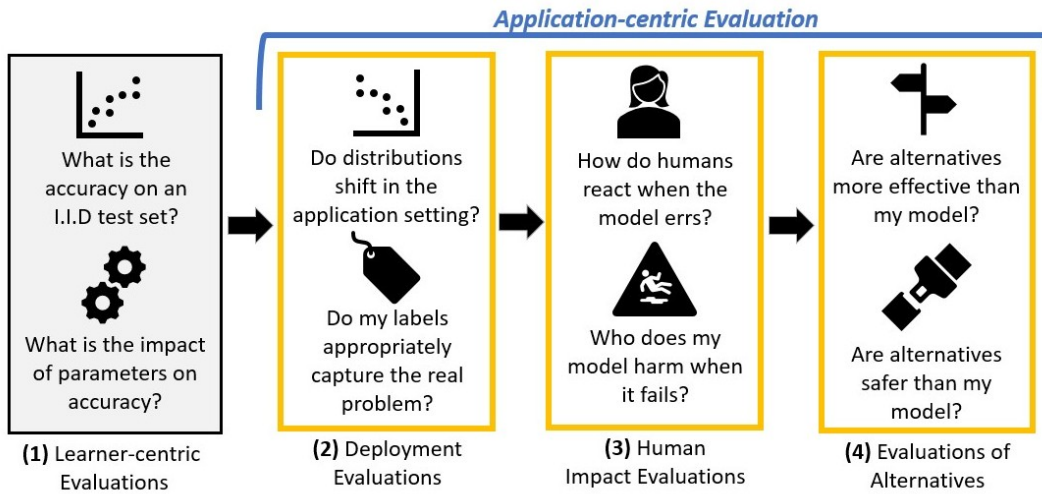 Application-centric Evaluation
What is the
accuracy on an
I.I.D test set?
What is the impact
of parameters on
accuracy?
(1) Learner-centric
Evaluations
Do distributions
shift in the
application setting?
Do my labels
appropriately
capture the real
problem?
(2) Deployment
Evaluations
How do humans
react when the
model errs?
Who does my
model harm when
it fails?
(3) Human
Impact Evaluations
Are alternatives
more effective than
my model?
Are alternatives
safer than my
model?
(4) Evaluations of
Alternatives